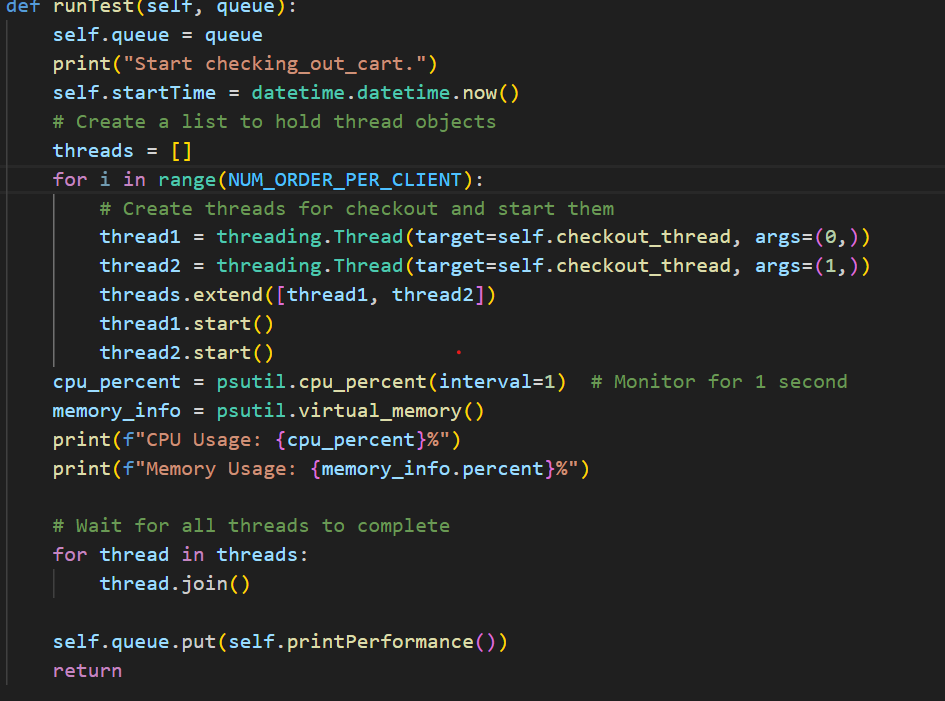 def runTest(self, queue):
    self.queue = queue
    print("Start checking_out_cart.")
    self.startTime = datetime.datetime.now()
    # Create a list to hold thread objects
    threads = []
    for i in range(NUM_ORDER_PER_CLIENT):
        # Create threads for checkout and start them
        thread1 = threading.Thread(target=self.checkout_thread, args=(0,))
        thread2 = threading.Thread(target=self.checkout_thread, args=(1,))
        threads.extend([thread1, thread2])
        thread1.start()
        thread2.start()
    cpu_percent = psutil.cpu_percent(interval=1)  # Monitor for 1 second
    memory_info = psutil.virtual_memory()
    print(f"CPU Usage: {cpu_percent}%")
    print(f"Memory Usage: {memory_info.percent}%")

    # Wait for all threads to complete
    for thread in threads:
        thread.join()

    self.queue.put(self.printPerformance())
    return